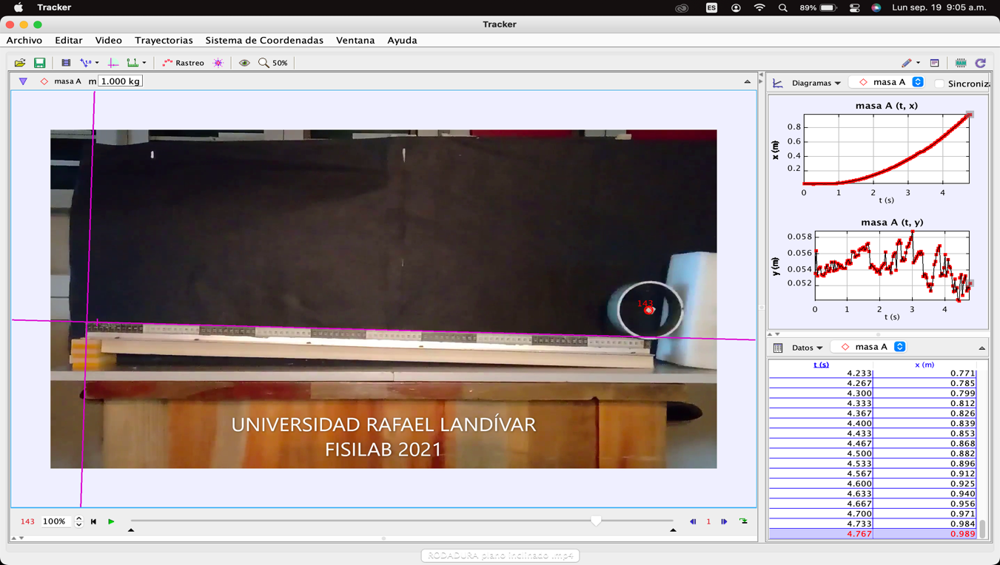 Tracker
ES
89%
Lun sep. 19 9:05 a.m.
Tracker
Archivo Editar Video Trayectorias Sistema de Coordenadas Ventana Ayuda
1.0
Rastreo
50%
masa A m 1.000 kg
Diagramas masa A Sincroniz
masa A (t, x)
x (m)
0.8
0.6
0.4
0.2
0 1 2 3 4
t (s)
masa A (t, y)
y (m)
0.058
0.056
0.054
0.052
0 1 2 3 4
t (s)
143
UNIVERSIDAD RAFAEL LANDÍVAR
FISILAB 2021
Datos masa A
t (s) x (m)
4.233 0.771
4.267 0.785
4.300 0.799
4.333 0.812
4.367 0.826
4.400 0.839
4.433 0.853
4.467 0.868
4.500 0.882
4.533 0.896
4.567 0.912
4.600 0.925
4.633 0.940
4.667 0.956
4.700 0.971
4.733 0.984
4.767 0.989
143 100% 1
RODADURA plano inclinado .mp4